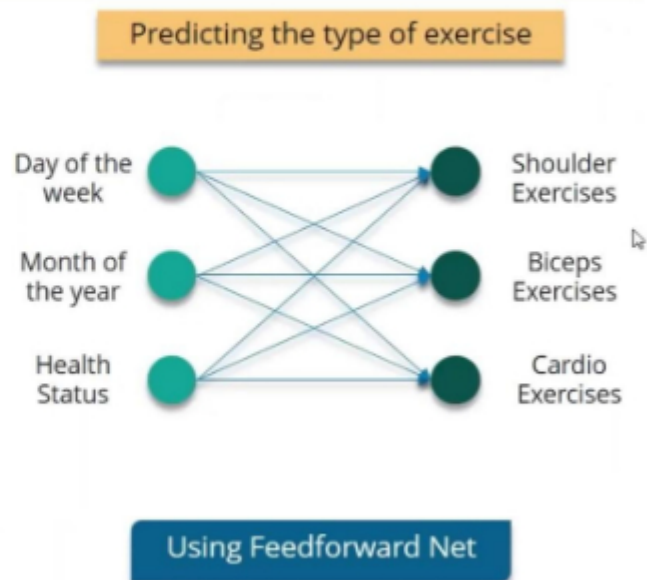 Predicting the type of exercise
Day of the
week
Shoulder
Exercises
Month of
the year
Biceps
Exercises
Health
Status
Cardio
Exercises
Using Feedforward Net